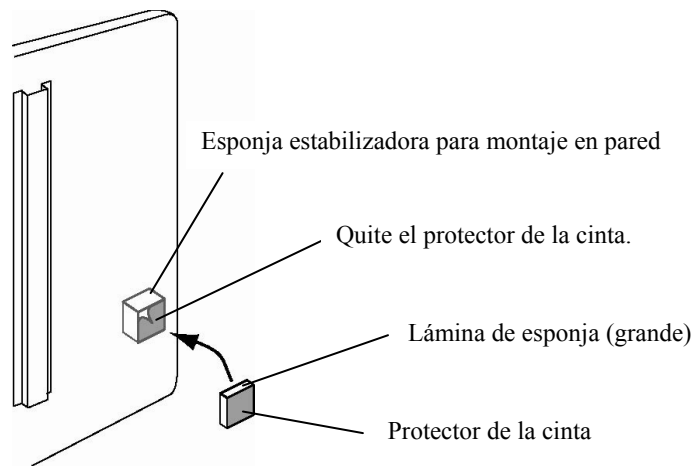 Esponja estabilizadora para montaje en pared
Quite el protector de la cinta.
Lámina de esponja (grande)
Protector de la cinta